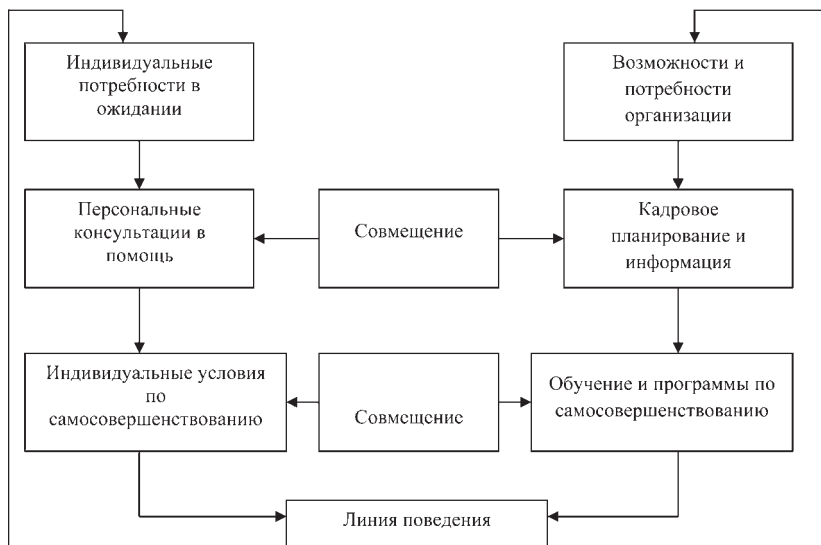 Индивидуальные
потребности в
ожидании
Возможности и
потребности
организации
Персональные
консультации в
помощь
Совмещение
Кадровое
планирование и
информация
Индивидуальные условия
по
самосовершенствованию
Совмещение
Обучение и программы по
самосовершенствованию
Линия поведения